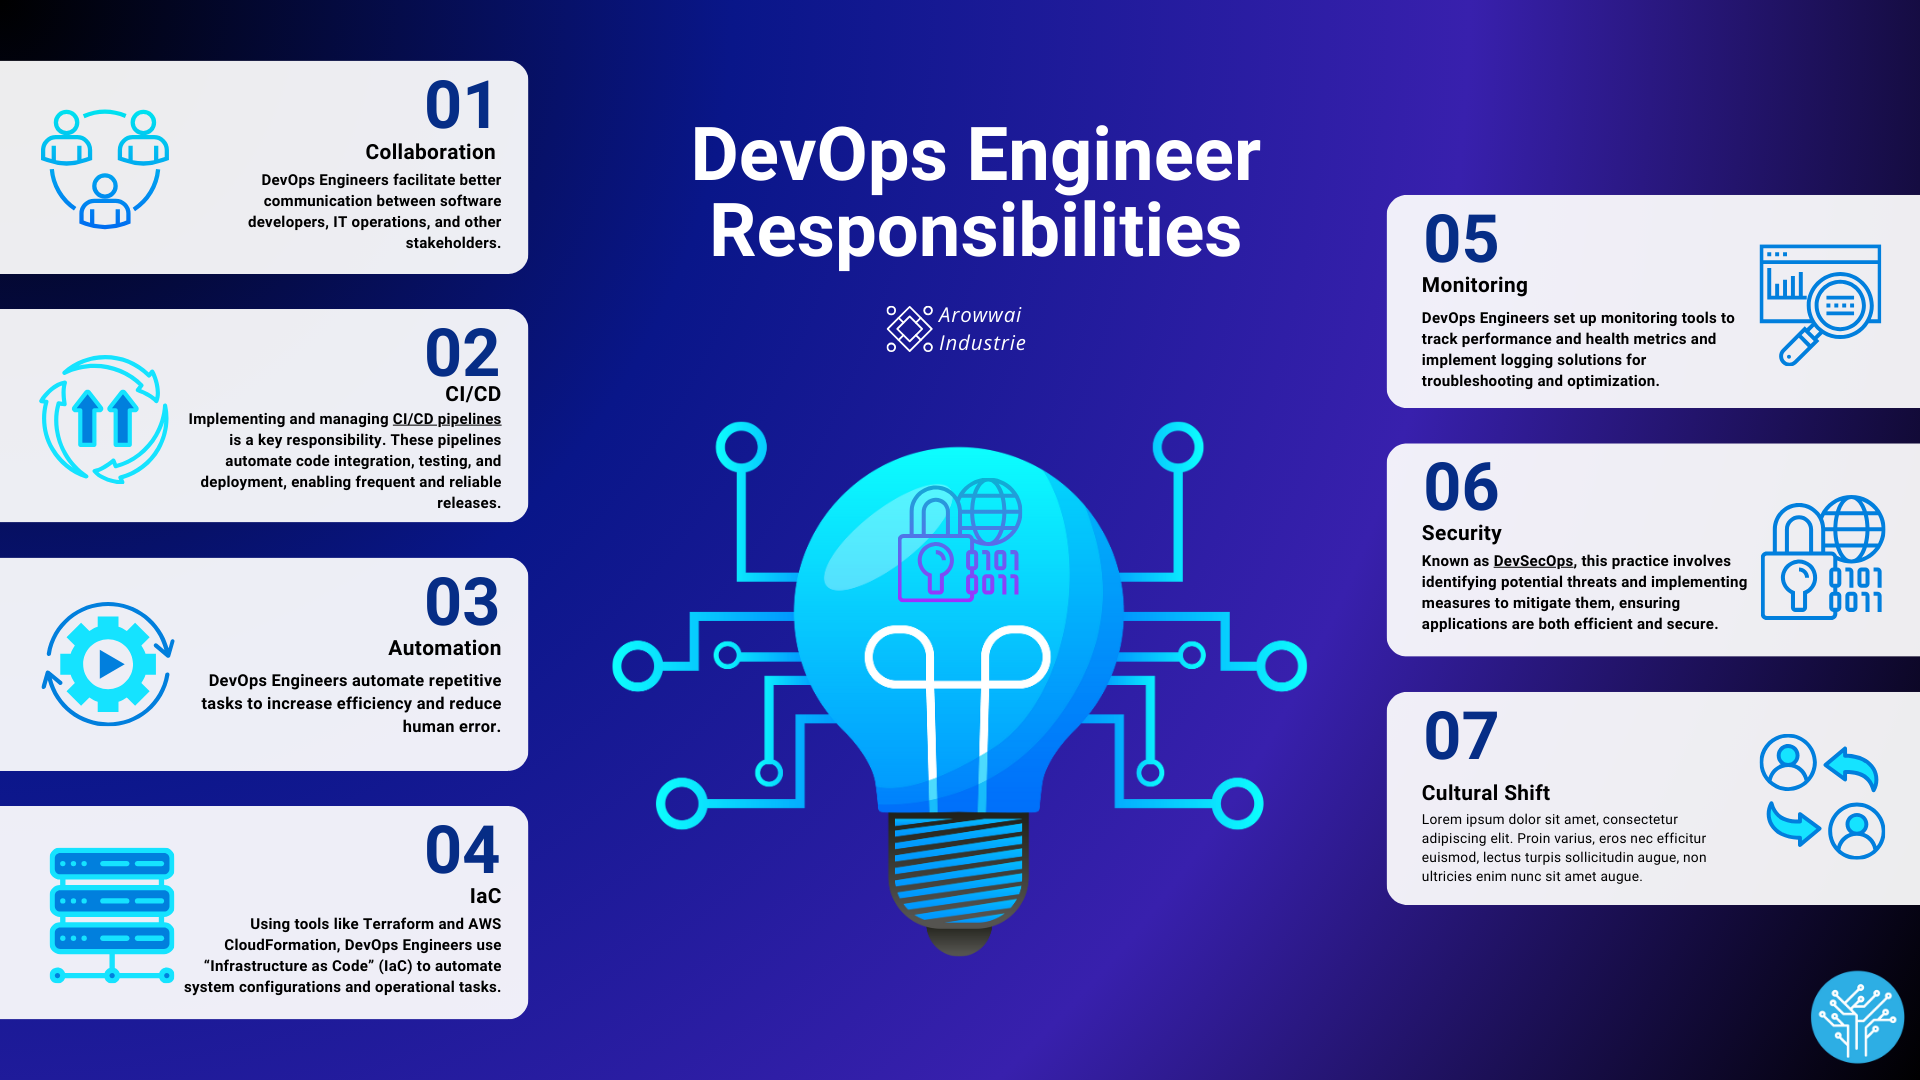 DevOps Engineer
Responsibilities
Arowwai
Industrie
01
Collaboration
DevOps Engineers facilitate better
communication between software
developers, IT operations, and other
stakeholders.
02
CI/CD
Implementing and managing CI/CD pipelines
is a key responsibility. These pipelines
automate code integration, testing, and
deployment, enabling frequent and reliable
releases.
03
Automation
DevOps Engineers automate repetitive
tasks to increase efficiency and reduce
human error.
04
IaC
Using tools like Terraform and AWS
CloudFormation, DevOps Engineers use
“Infrastructure as Code” (IaC) to automate
system configurations and operational tasks.
0101
0011
05
Monitoring
DevOps Engineers set up monitoring tools to
track performance and health metrics and
implement logging solutions for
troubleshooting and optimization.
06
Security
Known as DevSecOps, this practice involves
identifying potential threats and implementing
measures to mitigate them, ensuring
applications are both efficient and secure.
0101
0011
07
Cultural Shift
Lorem ipsum dolor sit amet, consectetur
adipiscing elit. Proin varius, eros nec efficitur
euismod, lectus turpis sollicitudin augue, non
ultricies enim nunc sit amet augue.